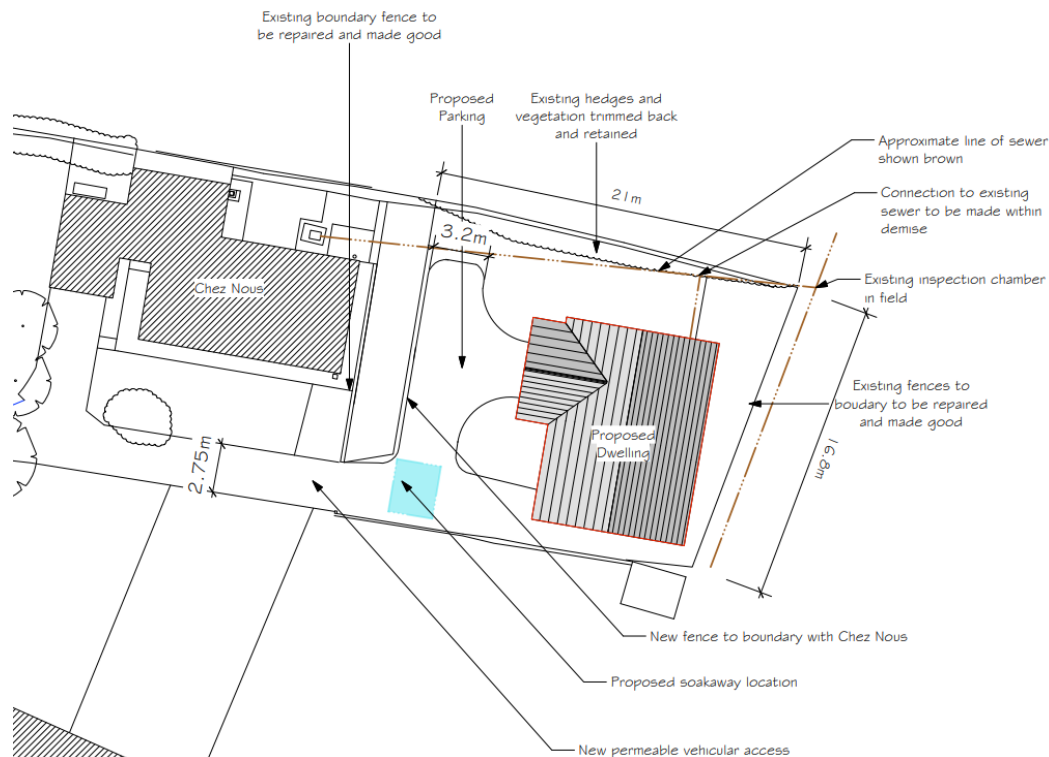 Existing boundary fence to
be repaired and made good
Proposed
Parking
Existing hedges and
vegetation trimmed back
and retained
Approximate line of sewer
shown brown
21m
Connection to existing
sewer to be made within
demise
3.2m
Existing inspection chamber
in field
Chez Nous
Existing fences to
boudary to be repaired
and made good
Proposed
Dwelling
16.8m
2.75m
New fence to boundary with Chez Nous
Proposed soakaway location
New permeable vehicular access